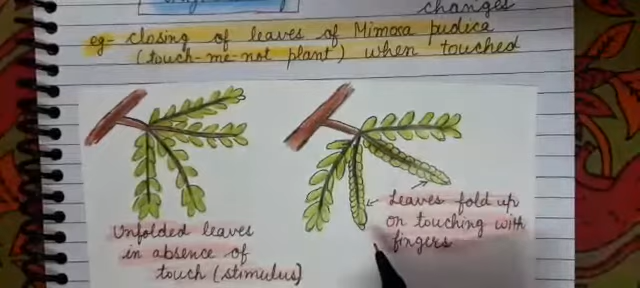 changes
eg- closing of leaves of Mimosa pudica
(touch-me-not plant) when touched
Unfolded leaves
in absence of
touch (stimulus)
Leaves fold up
on touching with
fingers